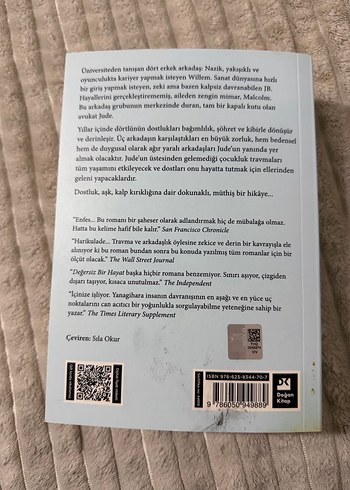 Üniversiteden tanışan dört erkek arkadaş: Nazik, yakışıklı ve
oyunculukta kariyer yapmak isteyen Willem. Sanat dünyasına hızlı
bir giriş yapmak isteyen, zeki ama bazen kalpsiz davranabilen JB.
Hayallerini gerçekleştirememiş, aileden zengin mimar, Malcolm.
Bu arkadaş grubunun merkezinde duran, tam bir kapalı kutu olan
avukat Jude.
Yıllar içinde dörtlünün dostlukları bağımlılık, şöhret ve kibirle dönüşür
ve derinleşir. Üç arkadaşın karşılaştıkları en büyük zorluk, hem bedensel
hem de duygusal olarak ağır yaralı arkadaşları Jude'un yanında yer
almak olacaktır. Jude'un üstesinden gelemediği çocukluk travmaları
tüm yaşamını etkileyecek ve dostları onu hayatta tutmak için ellerinden
geleni yapacaklardır.
Dostluk, aşk, kalp kırıklığına dair dokunaklı, müthiş bir hikâye...
"Enfes... Bu romanı bir şaheser olarak adlandırmak hiç de mübalağa olmaz.
Hatta bu kelime hafif bile kalır." San Francisco Chronicle
"Harikulade... Travma ve arkadaşlık öylesine zekice ve derin bir kavrayışla ele
alınıyor ki bu roman bundan sonra bu konuda yazılmış tüm romanlar için bir
ölçüt olacak." The Wall Street Journal
"Değersiz Bir Hayat başka hiçbir romana benzemiyor. Sınırı aşıyor, çizgiden
dışarı taşıyor, kısaca unutulmaz." The Independent
"İçinize işliyor. Yanagihara insanın davranışının en aşağı ve en yüce uç
noktalarını can acıtıcı bir yoğunlukla sorgulayabilme yeteneğine sahip bir
yazar." The Times Literary Supplement
Çeviren: Sıla Okur
ISBN 978-625-8344-70-7
9 786050 949889
Doğan
Kitap